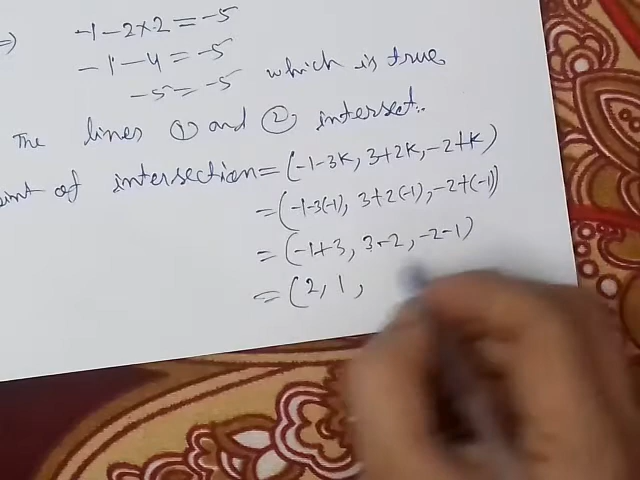 => -1-2×2 = -5
-1-4 = -5
-5 = -5 which is true
The lines ① and ② intersect.
oint of intersection = (-1-3K, 3+2K, -2+K)
= (-1-3(-1), 3+2(-1), -2+(-1))
= (-1+3, 3-2, -2-1)
= (2, 1,